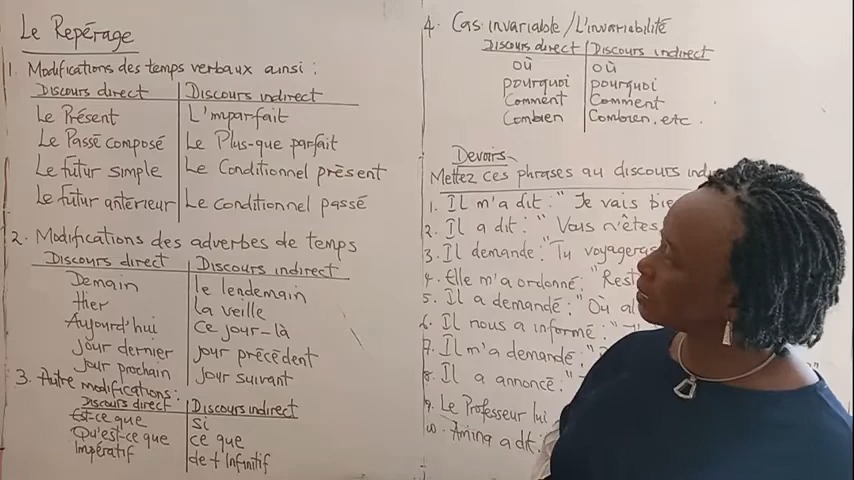 Le Repérage
1. Modifications des temps verbaux ainsi :
Discours direct | Discours indirect
Le Présent | L'imparfait
Le Passé composé | Le Plus-que parfait
Le futur simple | Le Conditionnel présent
Le futur antérieur | Le conditionnel passé
2. Modifications des adverbes de temps
Discours direct | Discours indirect
Demain | le lendemain
Hier | La veille
Aujourd'hui | Ce jour-là
Jour dernier | Jour précédent
Jour prochain | Jour suivant
3. Autre modifications :
Discours direct | Discours indirect
Est-ce que | si
Qu'est-ce que | ce que
Impératif | de + Infinitif
4. Cas invariable / L'invariabilité
Discours direct | Discours indirect
où | où
pourquoi | pourquoi
Comment | Comment
Combien | Combien. etc.
Devoirs
Mettez ces phrases au discours
1. Il m'a dit : " Je vais
2. Il a dit : " Vous n'êtes
3. Il demande: "Tu
4. Elle m'a ordonné: "
5. Il a demandé: " Où
6. Il nous a informé : "
7. Il m'a demandé: "
8. Il a annoncé: "
9. Le Professeur lui
10. Amina a dit: